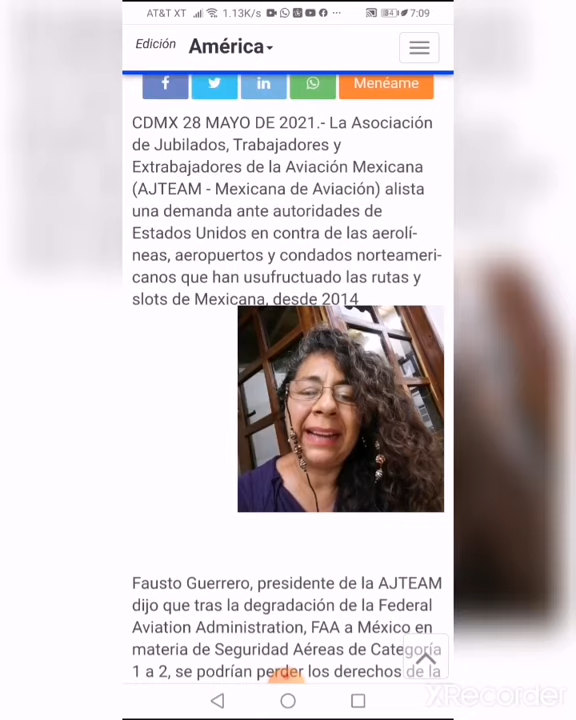 AT&T XT 1.13K/s 84 7:09
Edición América
Menéame
CDMX 28 MAYO DE 2021.- La Asociación
de Jubilados, Trabajadores y
Extrabajadores de la Aviación Mexicana
(AJTEAM - Mexicana de Aviación) alista
una demanda ante autoridades de
Estados Unidos en contra de las aerolí-
neas, aeropuertos y condados norteameri-
canos que han usufructuado las rutas y
slots de Mexicana, desde 2014
Fausto Guerrero, presidente de la AJTEAM
dijo que tras la degradación de la Federal
Aviation Administration, FAA a México en
materia de Seguridad Aéreas de Categoría
1 a 2, se podrían perder los derechos de la
XRecorder